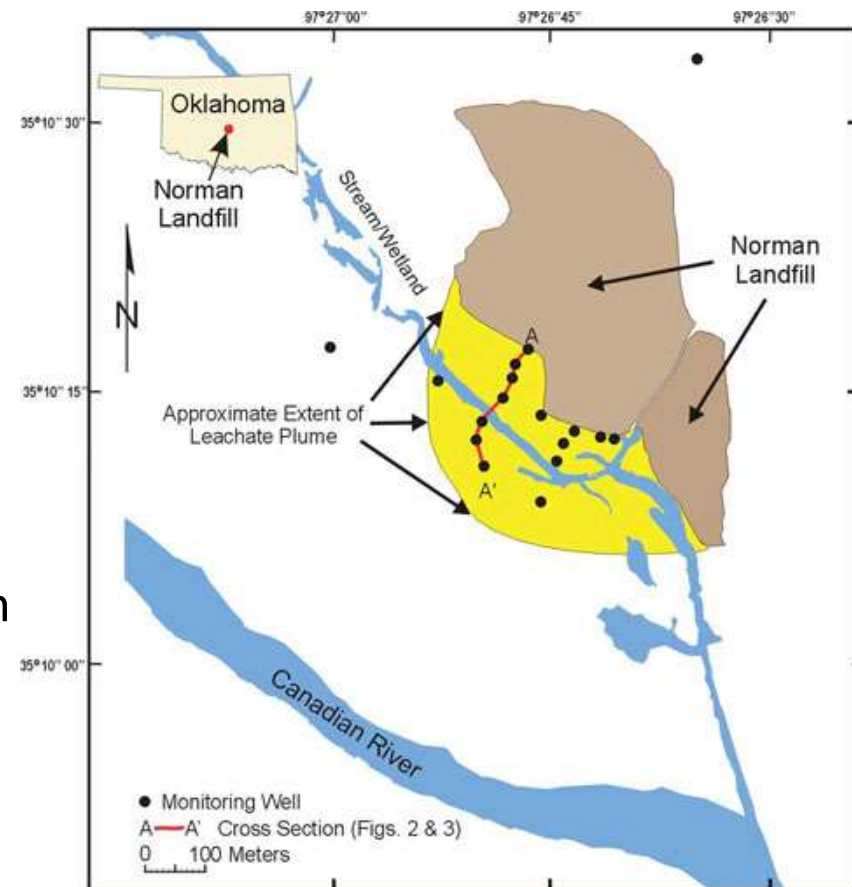 97°27'00"
97°26'45"
97°26'30"
35°10" 30"
Oklahoma
Norman
Landfill
Stream/Wetland
Norman
Landfill
N
A
35°10" 15"
Approximate Extent of
Leachate Plume
A'
n
35°10" 00"
Canadian River
Monitoring Well
A A' Cross Section (Figs. 2 & 3)
0 100 Meters